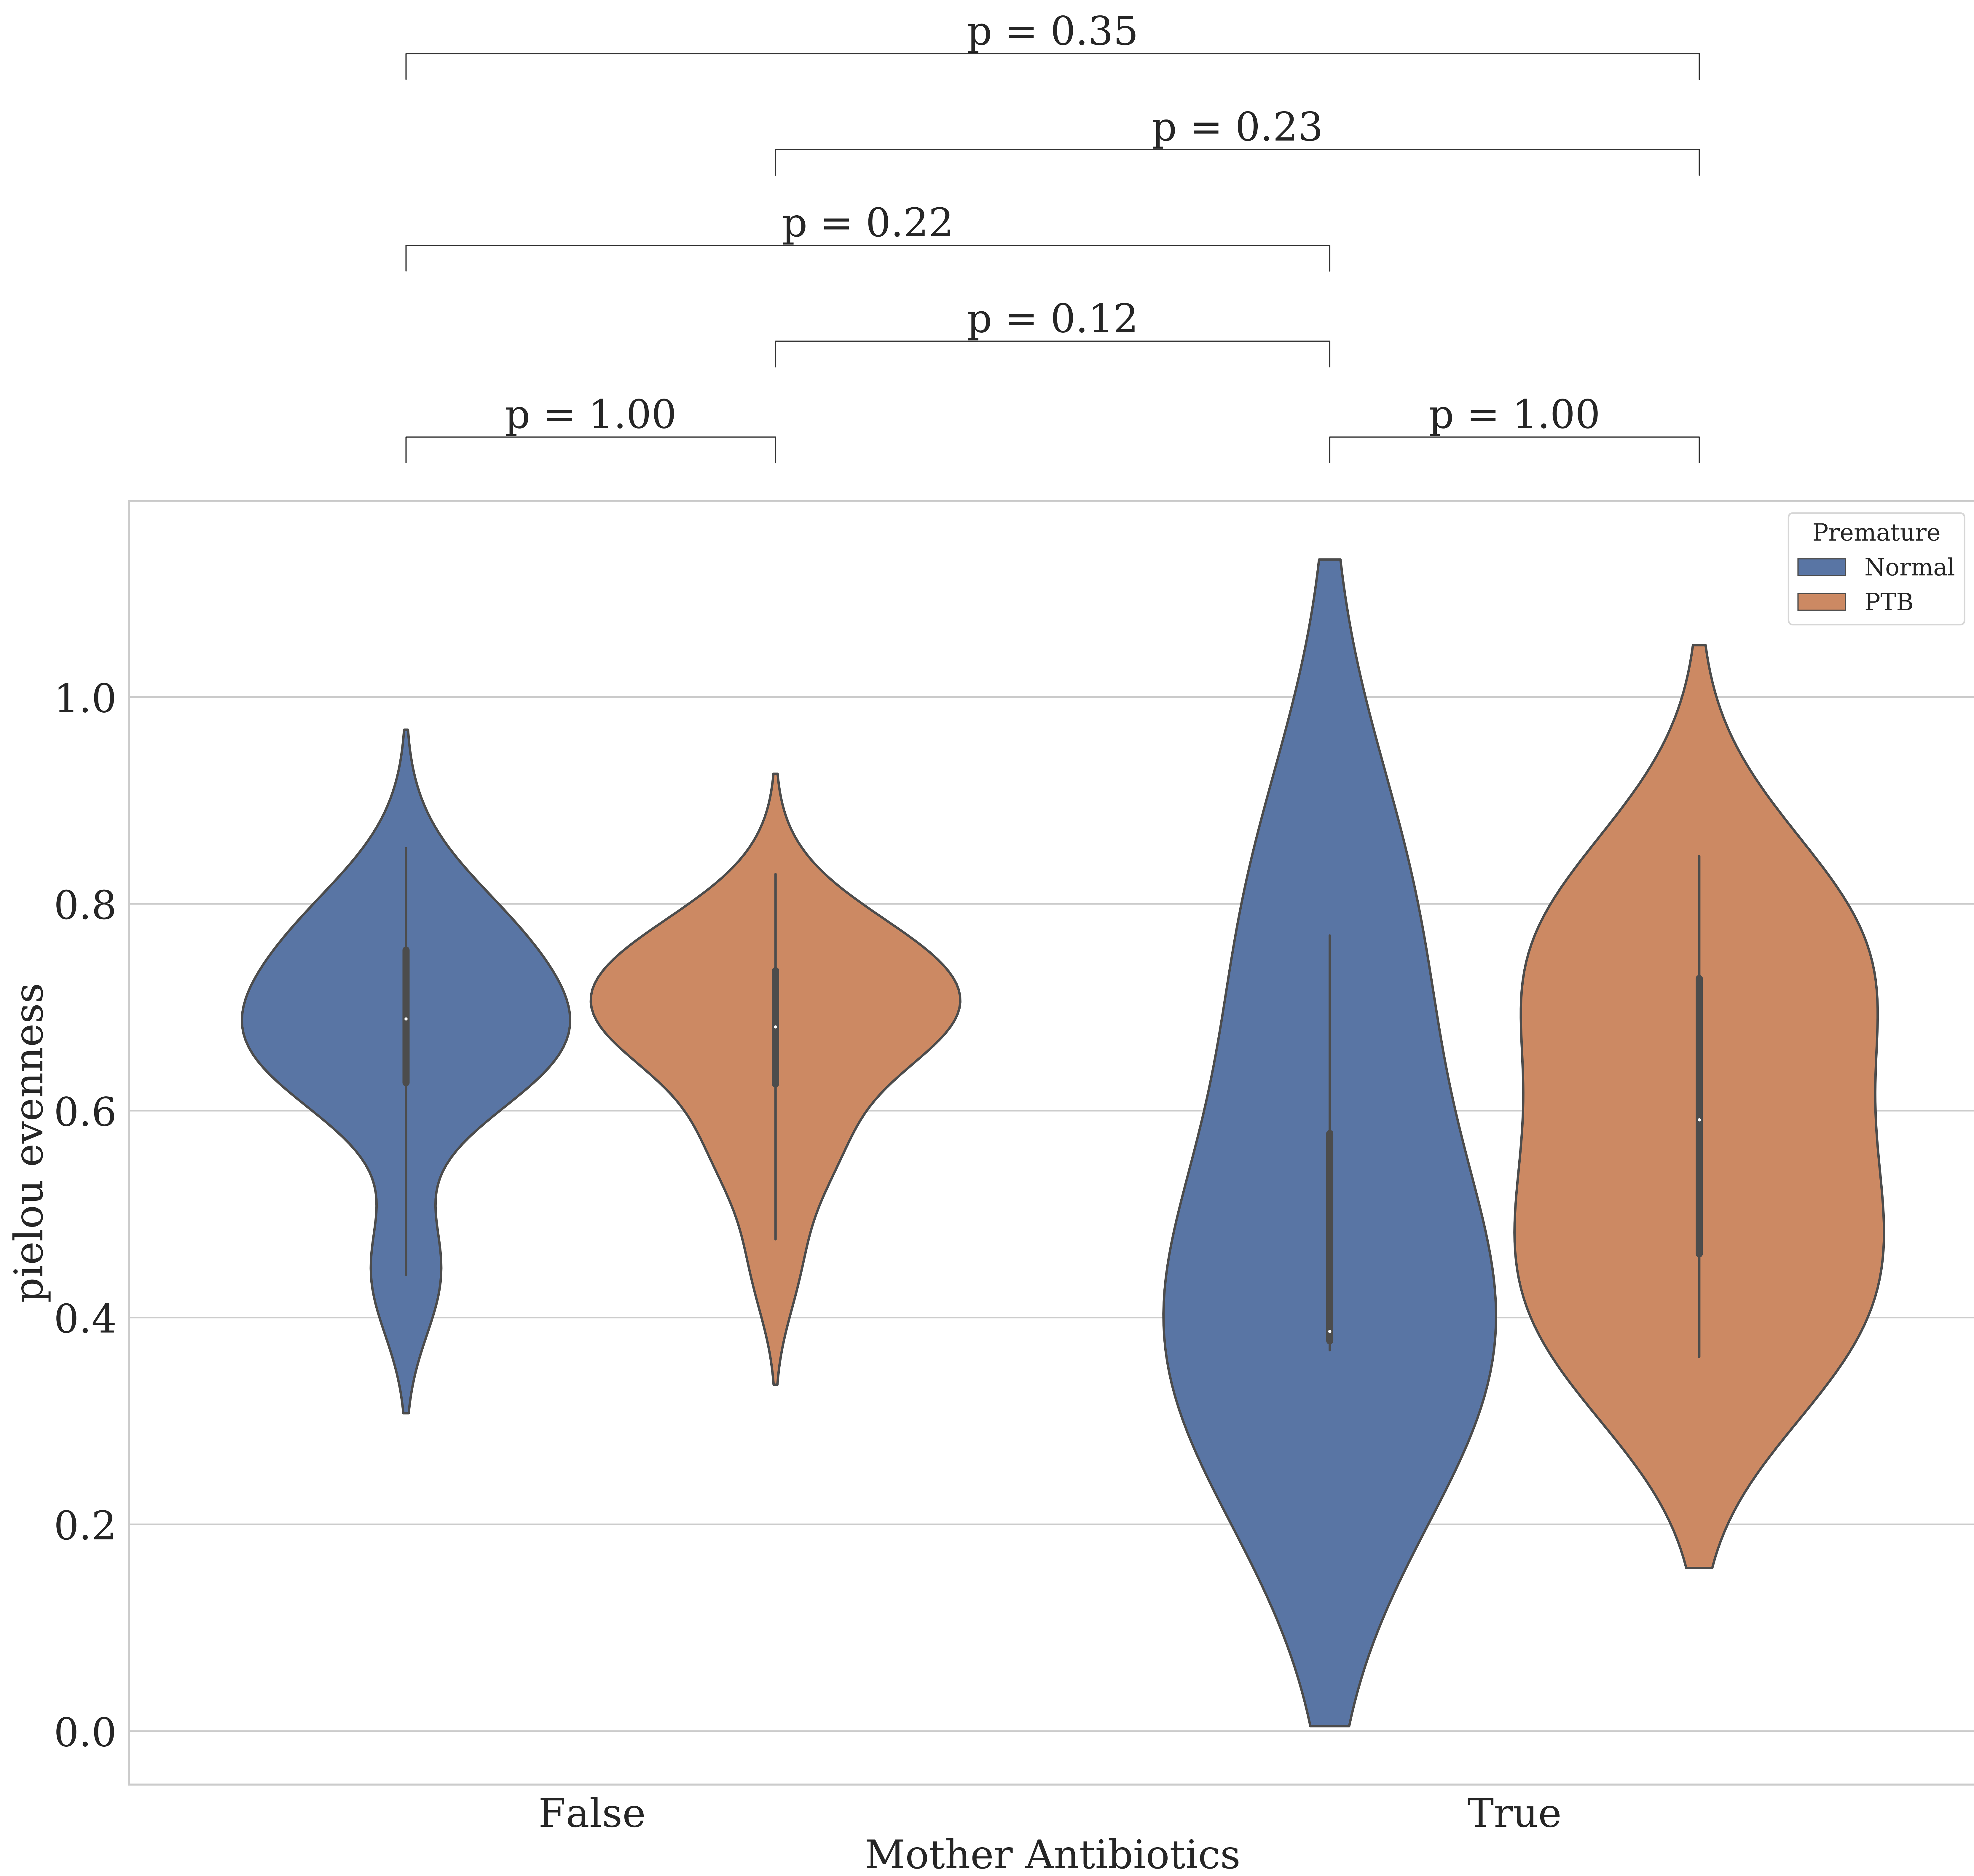 p = 0.35
p = 0.23
p = 0.22
p = 0.12
p = 1.00
p = 1.00
Premature
Normal
PTB
pielou evenness
1.0
0.8
0.6
0.4
0.2
0.0
False
True
Mother Antibiotics